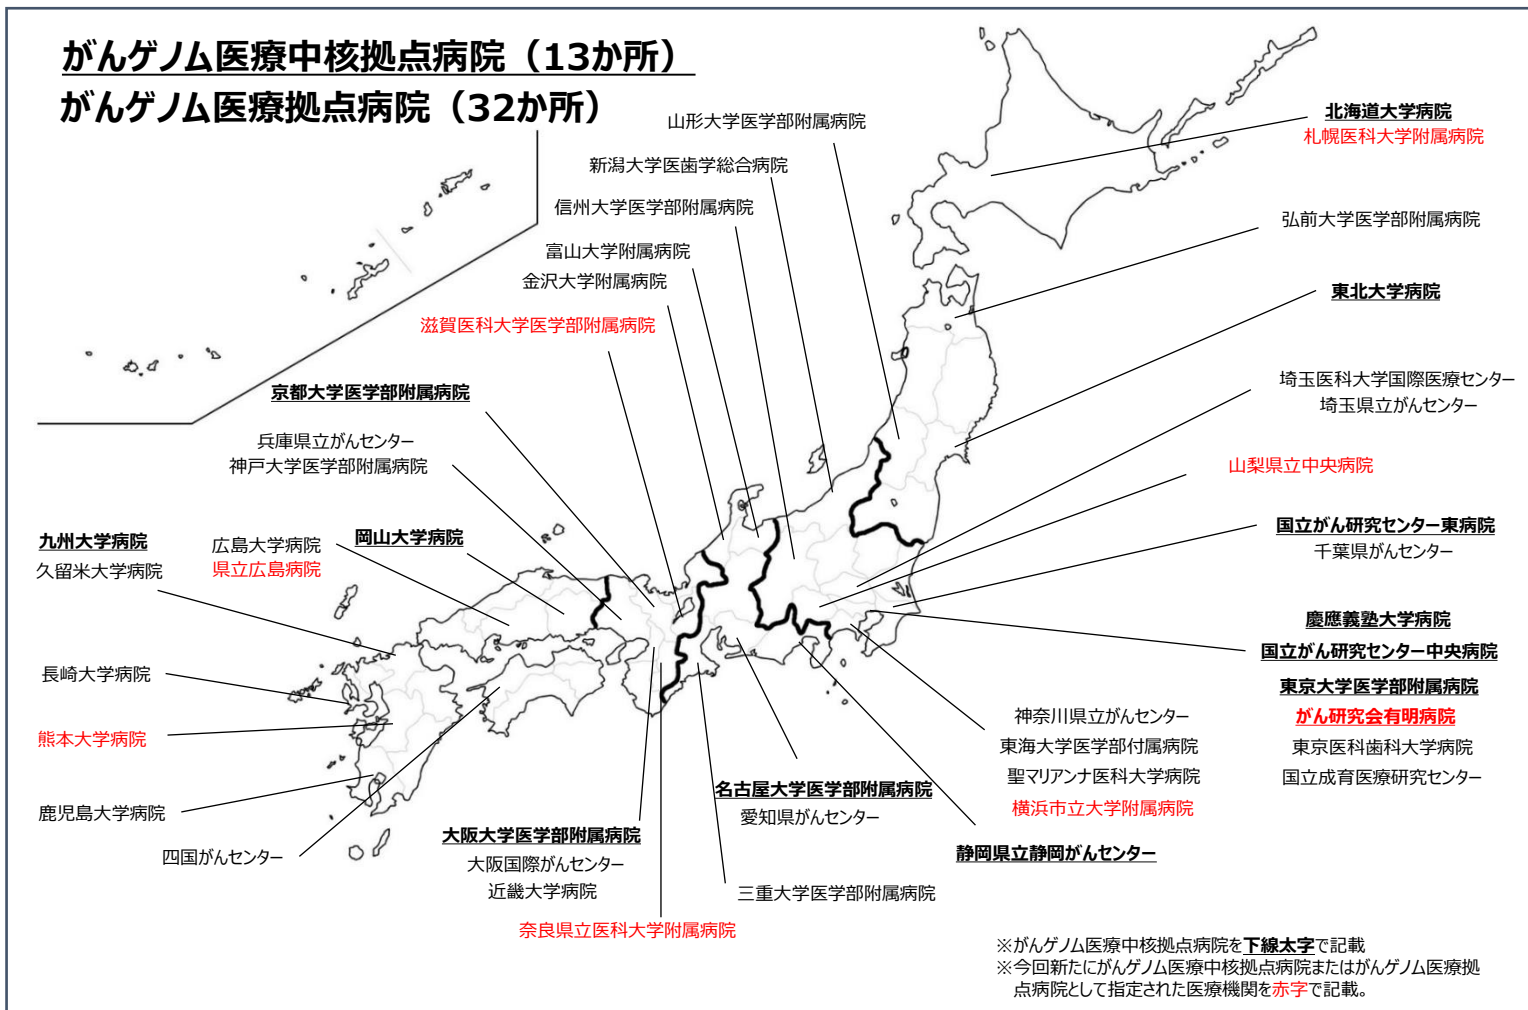 がんゲノム医療中核拠点病院（13か所）
がんゲノム医療拠点病院（32か所）
山形大学医学部附属病院
新潟大学医歯学総合病院
信州大学医学部附属病院
富山大学附属病院
金沢大学附属病院
滋賀医科大学医学部附属病院
京都大学医学部附属病院
兵庫県立がんセンター
神戸大学医学部附属病院
岡山大学病院
広島大学病院
県立広島病院
九州大学病院
久留米大学病院
長崎大学病院
熊本大学病院
鹿児島大学病院
四国がんセンター
大阪大学医学部附属病院
大阪国際がんセンター
近畿大学病院
奈良県立医科大学附属病院
三重大学医学部附属病院
名古屋大学医学部附属病院
愛知県がんセンター
静岡県立静岡がんセンター
神奈川県立がんセンター
東海大学医学部付属病院
聖マリアンナ医科大学病院
横浜市立大学附属病院
北海道大学病院
札幌医科大学附属病院
弘前大学医学部附属病院
東北大学病院
埼玉医科大学国際医療センター
埼玉県立がんセンター
山梨県立中央病院
国立がん研究センター東病院
千葉県がんセンター
慶應義塾大学病院
国立がん研究センター中央病院
東京大学医学部附属病院
がん研究会有明病院
東京医科歯科大学病院
国立成育医療研究センター
※がんゲノム医療中核拠点病院を下線太字で記載
※今回新たにがんゲノム医療中核拠点病院またはがんゲノム医療拠
点病院として指定された医療機関を赤字で記載。